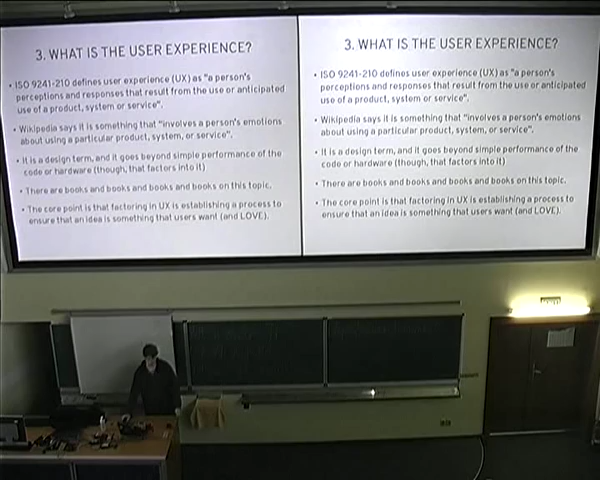 3. WHAT IS THE USER EXPERIENCE?
• ISO 9241-210 defines user experience (UX) as "a person's
perceptions and responses that result from the use or anticipated
use of a product, system or service".
• Wikipedia says it is something that "involves a person's emotions
about using a particular product, system, or service".
• It is a design term, and it goes beyond simple performance of the
code or hardware (though, that factors into it)
• There are books and books and books and books on this topic.
• The core point is that factoring in UX is establishing a process to
ensure that an idea is something that users want (and LOVE).
3. WHAT IS THE USER EXPERIENCE?
• ISO 9241-210 defines user experience (UX) as "a person's
perceptions and responses that result from the use or anticipated
use of a product, system or service".
• Wikipedia says it is something that "involves a person's emotions
about using a particular product, system, or service".
• It is a design term, and it goes beyond simple performance of the
code or hardware (though, that factors into it)
• There are books and books and books and books on this topic.
• The core point is that factoring in UX is establishing a process to
ensure that an idea is something that users want (and LOVE).